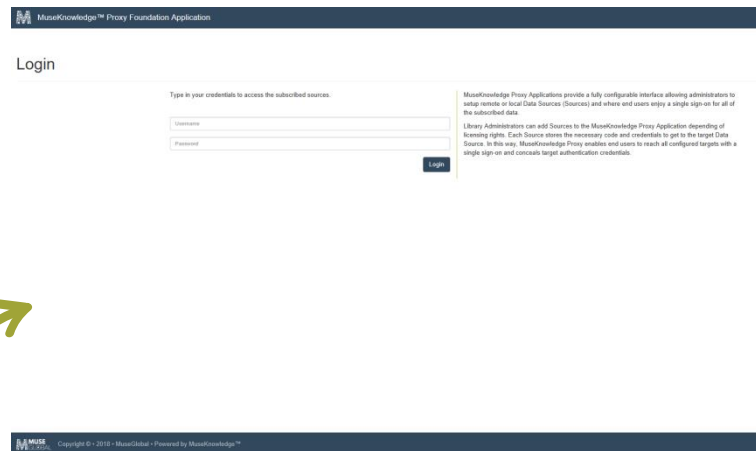 MuseKnowledge™ Proxy Foundation Application
Login
Type in your credentials to access the subscribed sources.
Username
Password
Login
MuseKnowledge Proxy Applications provide a fully configurable interface allowing administrators to
setup remote or local Data Sources (Sources) and where end users enjoy a single sign-on for all of
the subscribed data.
Library Administrators can add Sources to the MuseKnowledge Proxy Application depending of
licensing rights. Each Source stores the necessary code and credentials to get to the target Data
Source. In this way, MuseKnowledge Proxy enables end users to reach all configured targets with a
single sign-on and conceals target authentication credentials.
MUSE
GLOBAL
Copyright © • 2018 • MuseGlobal • Powered by MuseKnowledge™